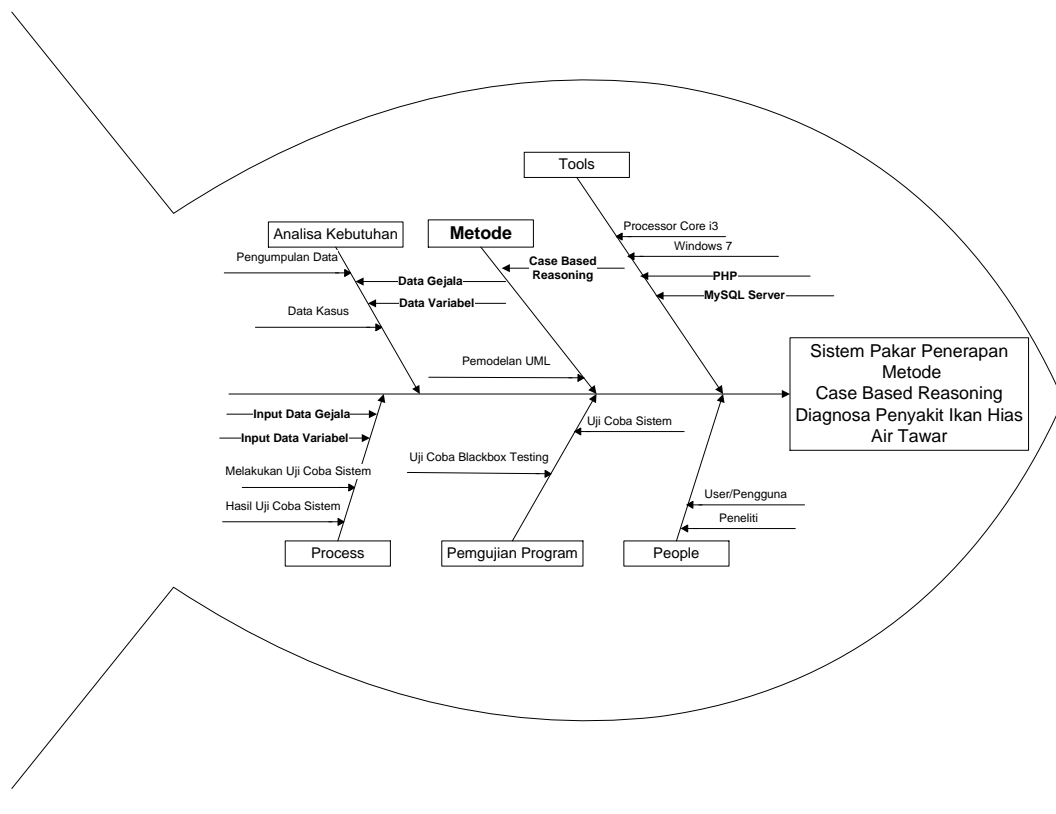 Tools
Processor Core i3
Windows 7
PHP
MySQL Server
Analisa Kebutuhan
Pengumpulan Data
Data Gejala
Data Variabel
Data Kasus
Metode
Case Based
Reasoning
Pemodelan UML
Sistem Pakar Penerapan
Metode
Case Based Reasoning
Diagnosa Penyakit Ikan Hias
Air Tawar
Input Data Gejala
Input Data Variabel
Melakukan Uji Coba Sistem
Hasil Uji Coba Sistem
Process
Uji Coba Sistem
Uji Coba Blackbox Testing
Pemgujian Program
User/Pengguna
Peneliti
People